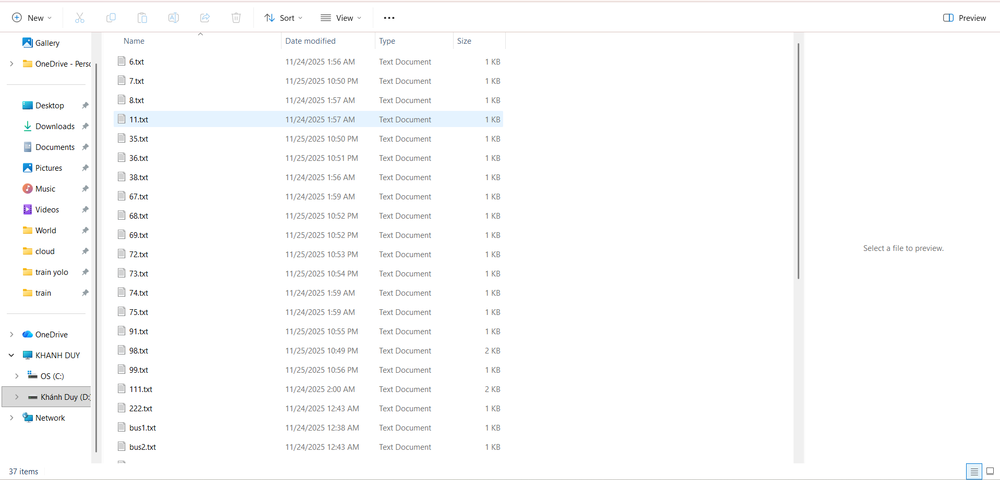 New
Sort
View
Preview
Gallery
OneDrive - Perso
Desktop
Downloads
Documents
Pictures
Music
Videos
World
cloud
train yolo
train
OneDrive
KHANH DUY
OS (C:)
Khánh Duy (D:)
Network
Name Date modified Type Size
6.txt 11/24/2025 1:56 AM Text Document 1 KB
7.txt 11/25/2025 10:50 PM Text Document 1 KB
8.txt 11/24/2025 1:57 AM Text Document 1 KB
11.txt 11/24/2025 1:57 AM Text Document 1 KB
35.txt 11/25/2025 10:50 PM Text Document 1 KB
36.txt 11/25/2025 10:51 PM Text Document 1 KB
38.txt 11/24/2025 1:56 AM Text Document 1 KB
67.txt 11/24/2025 1:59 AM Text Document 1 KB
68.txt 11/25/2025 10:52 PM Text Document 1 KB
69.txt 11/25/2025 10:52 PM Text Document 1 KB
72.txt 11/25/2025 10:53 PM Text Document 1 KB
73.txt 11/25/2025 10:54 PM Text Document 1 KB
74.txt 11/24/2025 1:59 AM Text Document 1 KB
75.txt 11/24/2025 1:59 AM Text Document 1 KB
91.txt 11/25/2025 10:55 PM Text Document 1 KB
98.txt 11/25/2025 10:49 PM Text Document 2 KB
99.txt 11/25/2025 10:56 PM Text Document 1 KB
111.txt 11/24/2025 2:00 AM Text Document 2 KB
222.txt 11/24/2025 12:43 AM Text Document 1 KB
bus1.txt 11/24/2025 12:38 AM Text Document 1 KB
bus2.txt 11/24/2025 12:43 AM Text Document 1 KB
Select a file to preview.
37 items